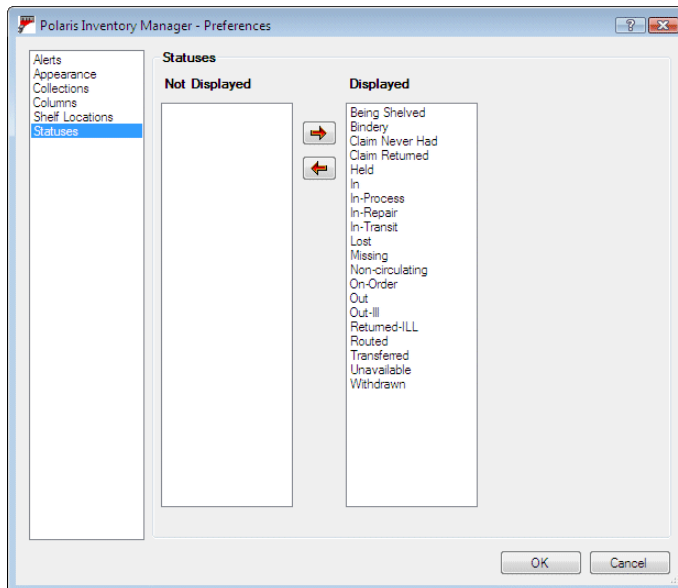 Polaris Inventory Manager - Preferences
?
Alerts
Appearance
Collections
Columns
Shelf Locations
Statuses
Statuses
Not Displayed
Displayed
Being Shelved
Bindery
Claim Never Had
Claim Returned
Held
In
In-Process
In-Repair
In-Transit
Lost
Missing
Non-circulating
On-Order
Out
Out-Ill
Returned-ILL
Routed
Transferred
Unavailable
Withdrawn
OK
Cancel